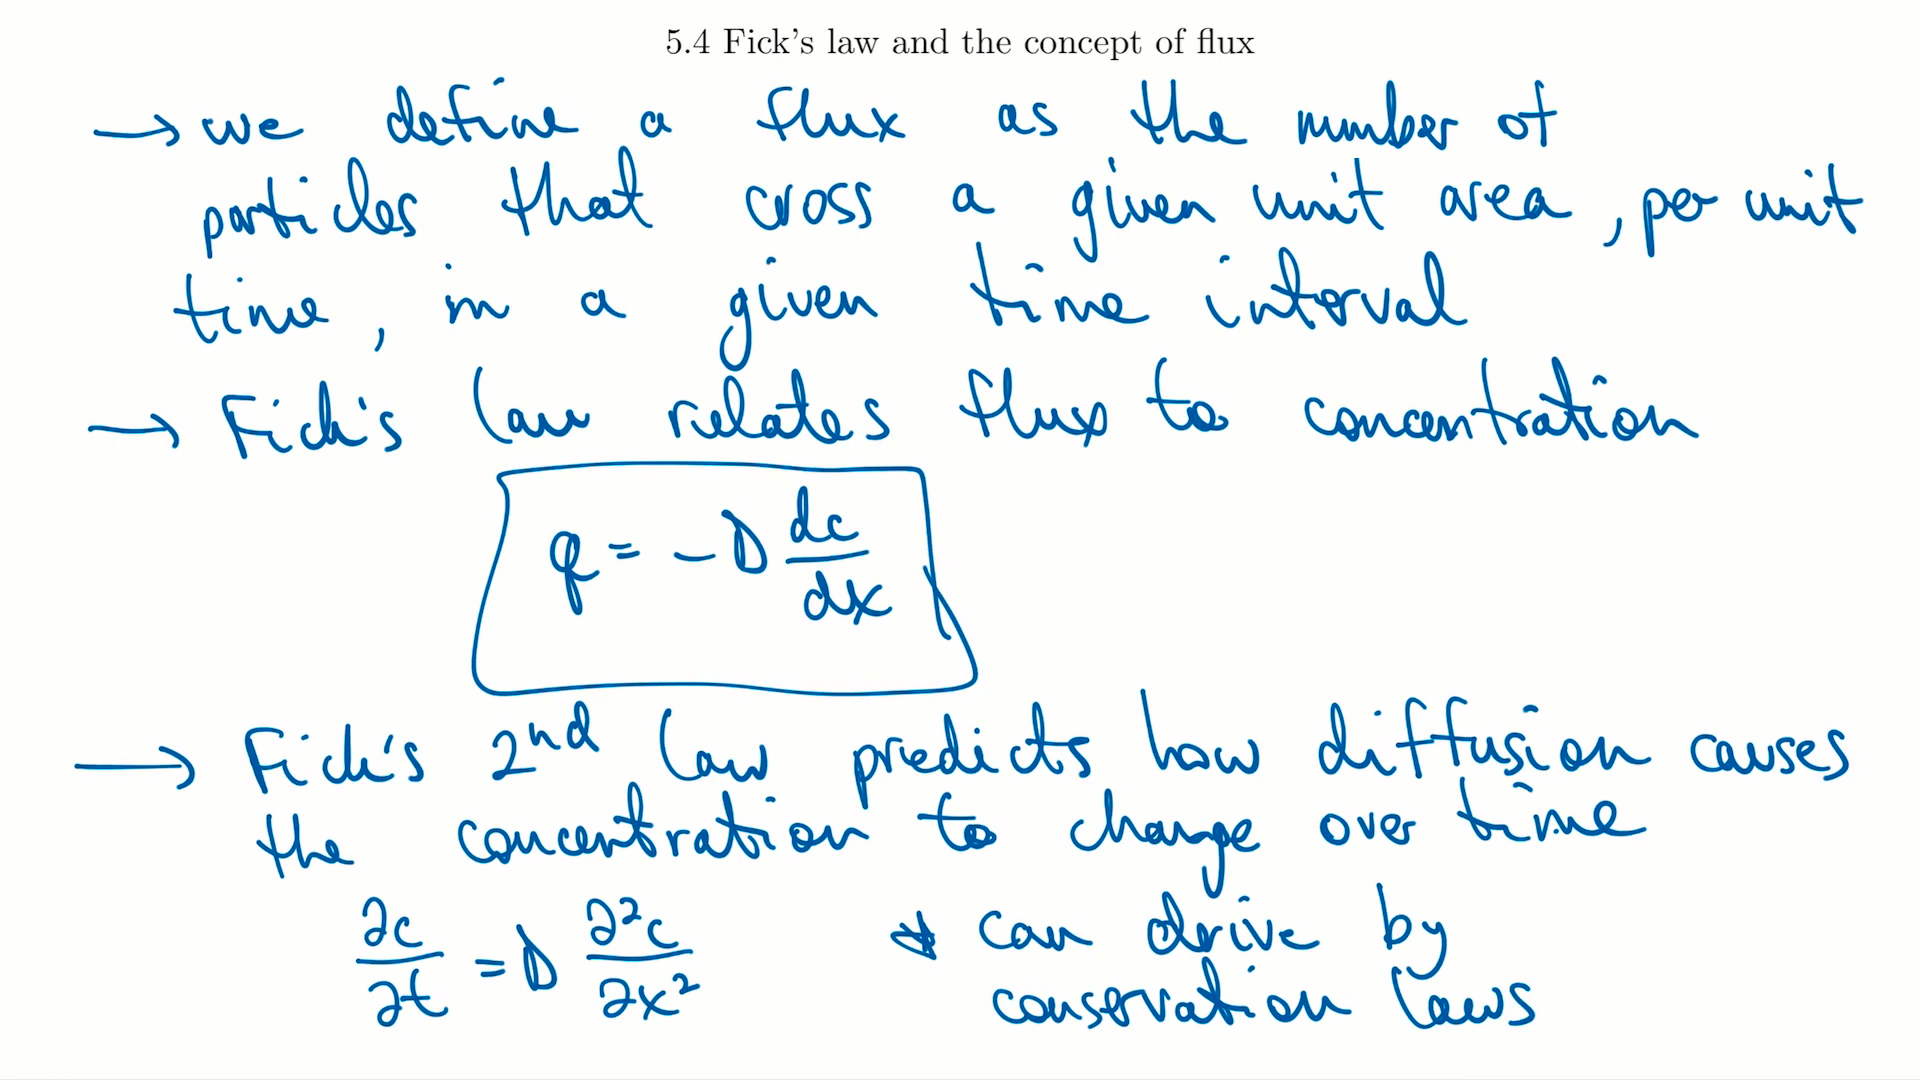 5.4 Fick's law and the concept of flux
→ we define a flux as the number of
particles that cross a given unit area, per unit
time, in a given time interval
→ Fick's law relates flux to concentration
q = -D dc/dx
→ Fick's 2nd law predicts how diffusion causes
the concentration to change over time
∂c/∂t = D ∂²c/∂x² * can drive by
conservation laws